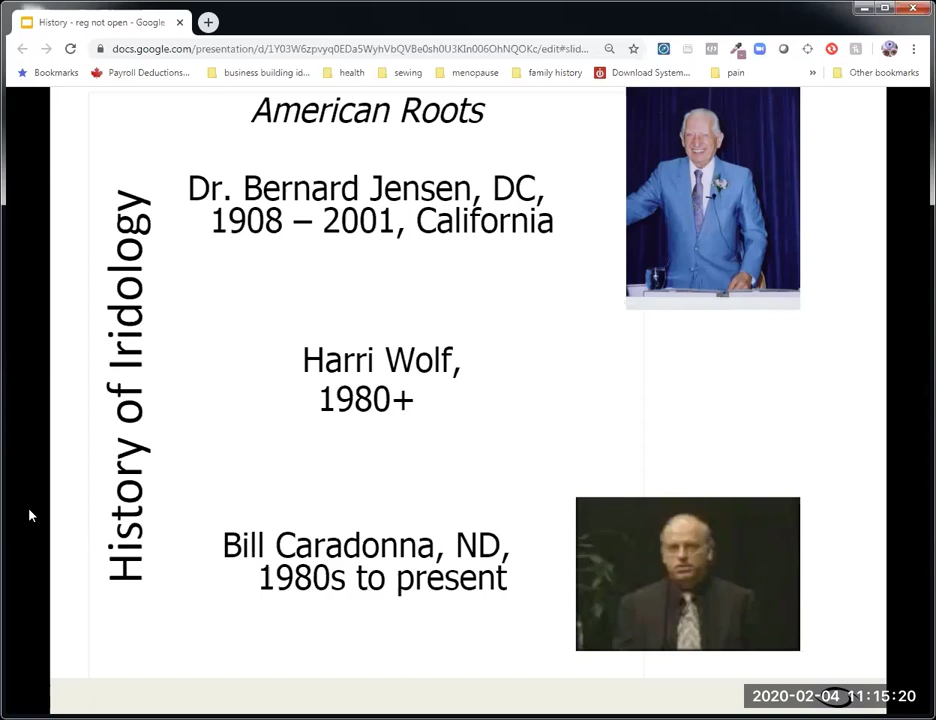 History - reg not open - Google
docs.google.com/presentation/d/1Y03W6zpvyq0EDa5WyhVbQVBe0sh0U3KIn006OhNQOKc/edit#slid...
Bookmarks
Payroll Deductions...
business building id...
health
sewing
menopause
family history
Download System...
pain
»
Other bookmarks
American Roots
Dr. Bernard Jensen, DC,
1908 – 2001, California
History of Iridology
Harri Wolf,
1980+
Bill Caradonna, ND,
1980s to present
2020-02-04 11:15:20